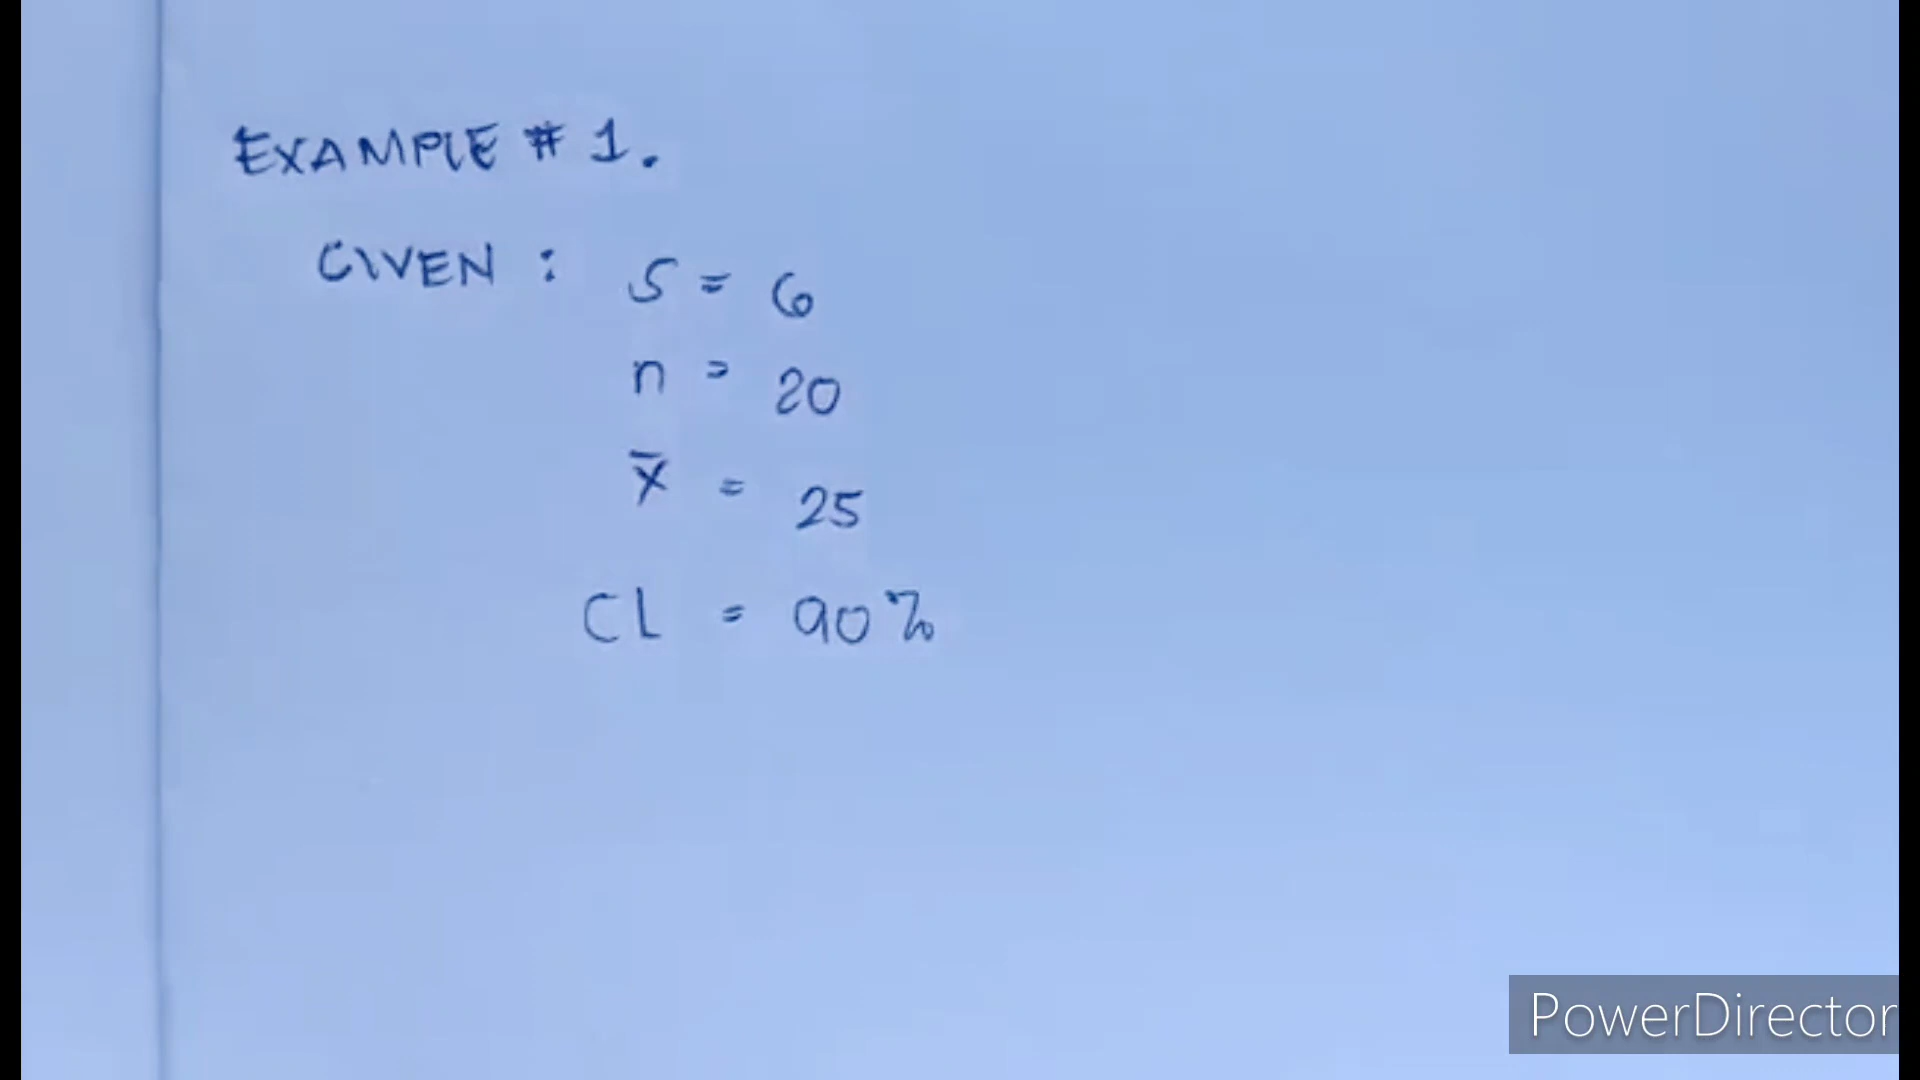 EXAMPLE # 1.
GIVEN : S = 6
n = 20
x̄ = 25
CL = 90%
PowerDirector